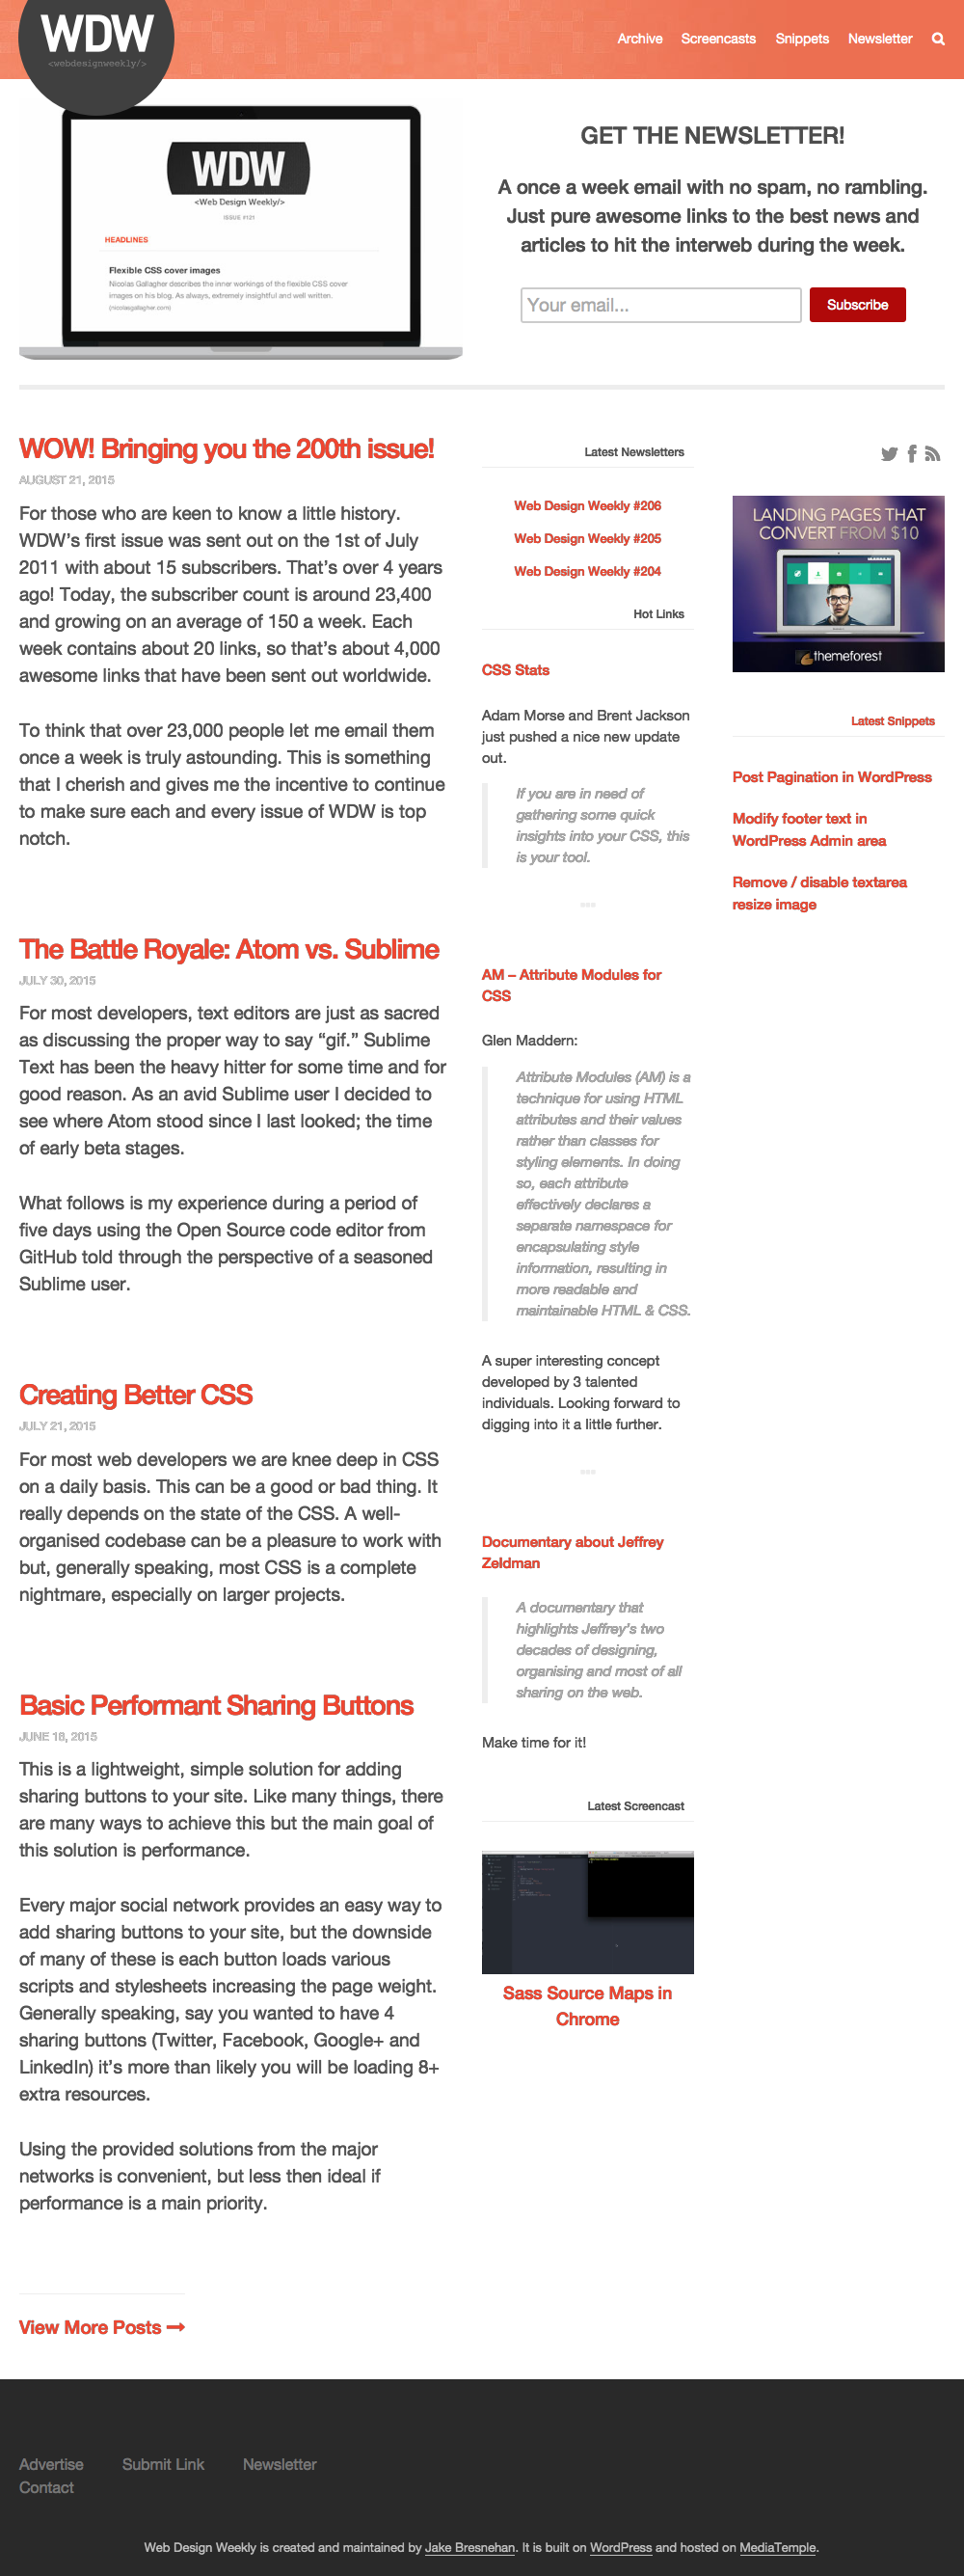 WDW
<webdesignweekly/>
Archive
Screencasts
Snippets
Newsletter
WDW
<Web Design Weekly/>
ISSUE #121
HEADLINES
Flexible CSS cover images
Nicolas Gallagher describes the inner workings of the flexible CSS cover
images on his blog. As always, extremely insightful and well written.
(nicolasgallagher.com)
GET THE NEWSLETTER!
A once a week email with no spam, no rambling.
Just pure awesome links to the best news and
articles to hit the interweb during the week.
Your email...
Subscribe
WOW! Bringing you the 200th issue!
AUGUST 21, 2015
For those who are keen to know a little history.
WDW’s first issue was sent out on the 1st of July
2011 with about 15 subscribers. That’s over 4 years
ago! Today, the subscriber count is around 23,400
and growing on an average of 150 a week. Each
week contains about 20 links, so that’s about 4,000
awesome links that have been sent out worldwide.
To think that over 23,000 people let me email them
once a week is truly astounding. This is something
that I cherish and gives me the incentive to continue
to make sure each and every issue of WDW is top
notch.
The Battle Royale: Atom vs. Sublime
JULY 30, 2015
For most developers, text editors are just as sacred
as discussing the proper way to say “gif.” Sublime
Text has been the heavy hitter for some time and for
good reason. As an avid Sublime user I decided to
see where Atom stood since I last looked; the time
of early beta stages.
What follows is my experience during a period of
five days using the Open Source code editor from
GitHub told through the perspective of a seasoned
Sublime user.
Creating Better CSS
JULY 21, 2015
For most web developers we are knee deep in CSS
on a daily basis. This can be a good or bad thing. It
really depends on the state of the CSS. A well-
organised codebase can be a pleasure to work with
but, generally speaking, most CSS is a complete
nightmare, especially on larger projects.
Basic Performant Sharing Buttons
JUNE 18, 2015
This is a lightweight, simple solution for adding
sharing buttons to your site. Like many things, there
are many ways to achieve this but the main goal of
this solution is performance.
Every major social network provides an easy way to
add sharing buttons to your site, but the downside
of many of these is each button loads various
scripts and stylesheets increasing the page weight.
Generally speaking, say you wanted to have 4
sharing buttons (Twitter, Facebook, Google+ and
LinkedIn) it’s more than likely you will be loading 8+
extra resources.
Using the provided solutions from the major
networks is convenient, but less then ideal if
performance is a main priority.
View More Posts
Latest Newsletters
Web Design Weekly #206
Web Design Weekly #205
Web Design Weekly #204
Hot Links
CSS Stats
Adam Morse and Brent Jackson
just pushed a nice new update
out.
If you are in need of
gathering some quick
insights into your CSS, this
is your tool.
AM – Attribute Modules for
CSS
Glen Maddern:
Attribute Modules (AM) is a
technique for using HTML
attributes and their values
rather than classes for
styling elements. In doing
so, each attribute
effectively declares a
separate namespace for
encapsulating style
information, resulting in
more readable and
maintainable HTML & CSS.
A super interesting concept
developed by 3 talented
individuals. Looking forward to
digging into it a little further.
Documentary about Jeffrey
Zeldman
A documentary that
highlights Jeffrey’s two
decades of designing,
organising and most of all
sharing on the web.
Make time for it!
Latest Screencast
Sass Source Maps in
Chrome
LANDING PAGES THAT
CONVERT FROM $10
themeforest
Latest Snippets
Post Pagination in WordPress
Modify footer text in
WordPress Admin area
Remove / disable textarea
resize image
Advertise
Submit Link
Newsletter
Contact
Web Design Weekly is created and maintained by Jake Bresnehan. It is built on WordPress and hosted on MediaTemple.